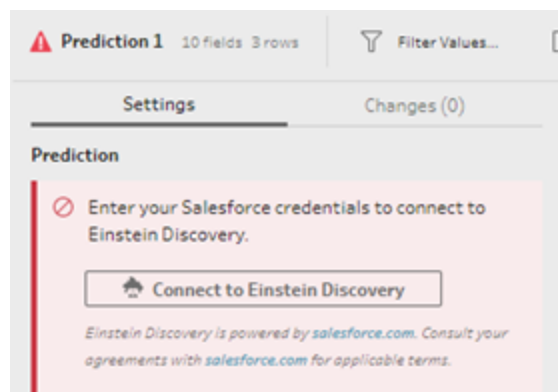 Prediction 1 10 fields 3 rows Filter Values...
Settings Changes (0)
Prediction
Enter your Salesforce credentials to connect to
Einstein Discovery.
Connect to Einstein Discovery
Einstein Discovery is powered by salesforce.com. Consult your
agreements with salesforce.com for applicable terms.